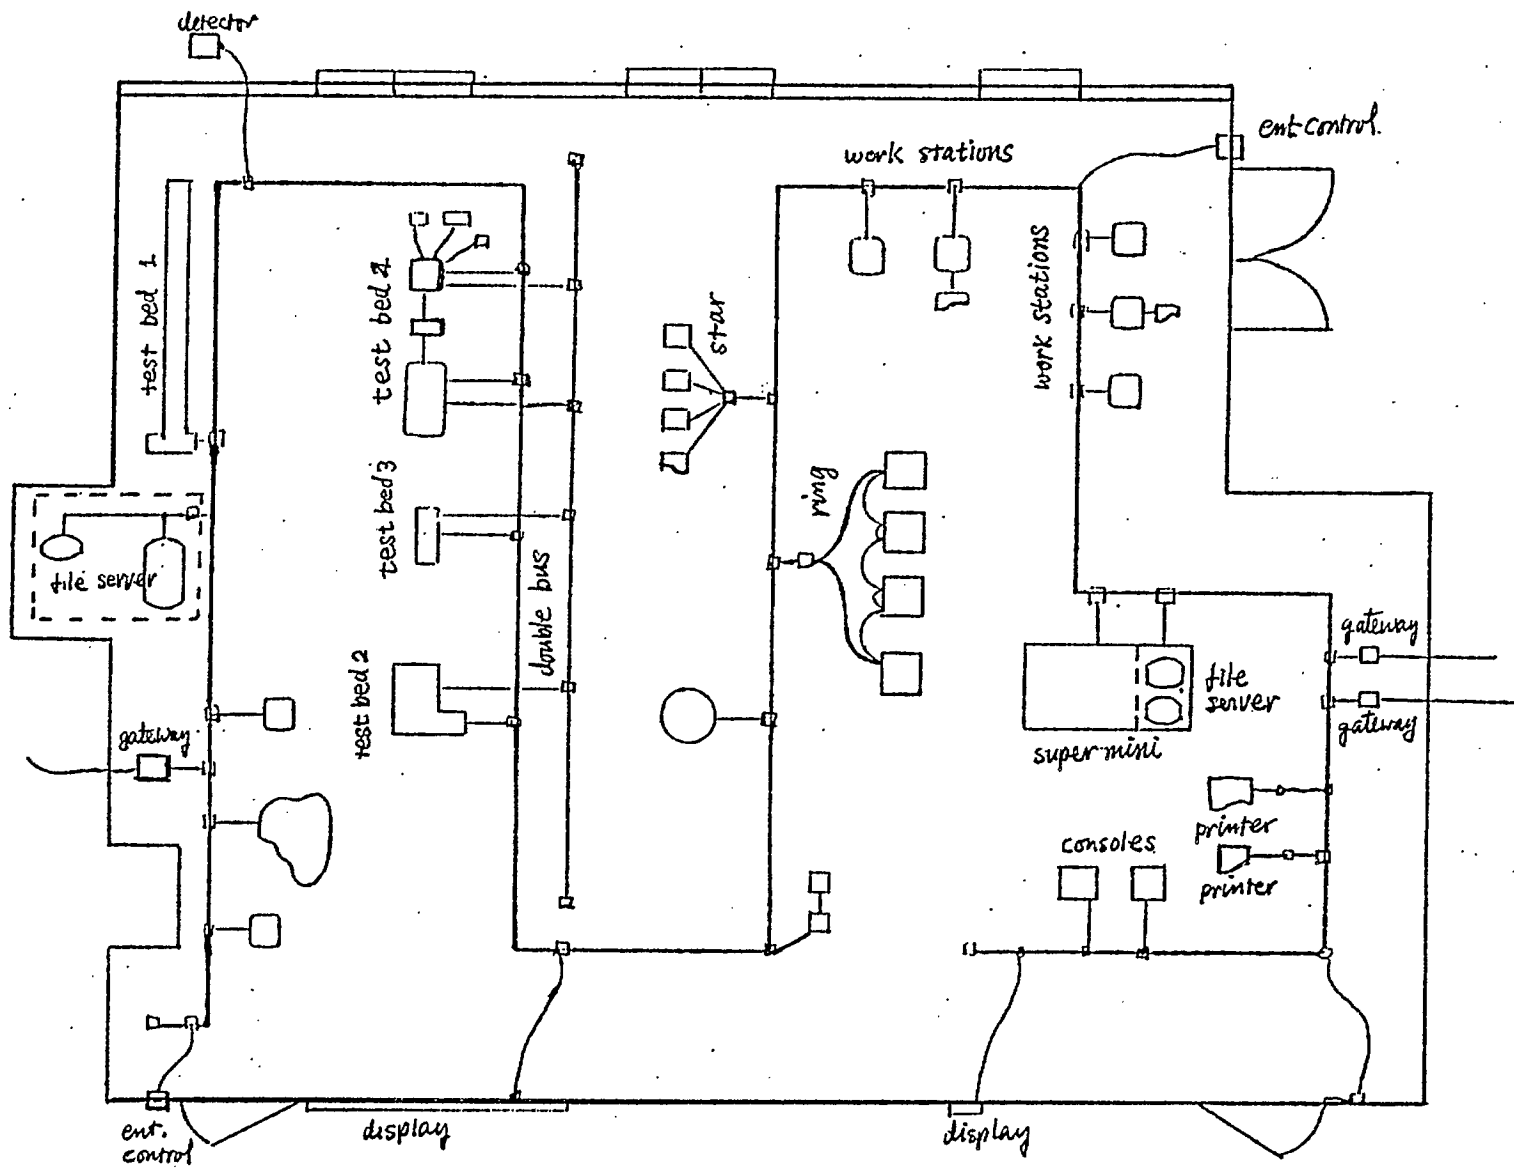 detector
ent. control.
work stations
work stations
test bed 1
test bed 4
star
test bed 3
ring
double bus
file server
test bed 2
gateway
gateway
file
server
gateway
super-mini
printer
consoles
printer
ent.
control
display
display